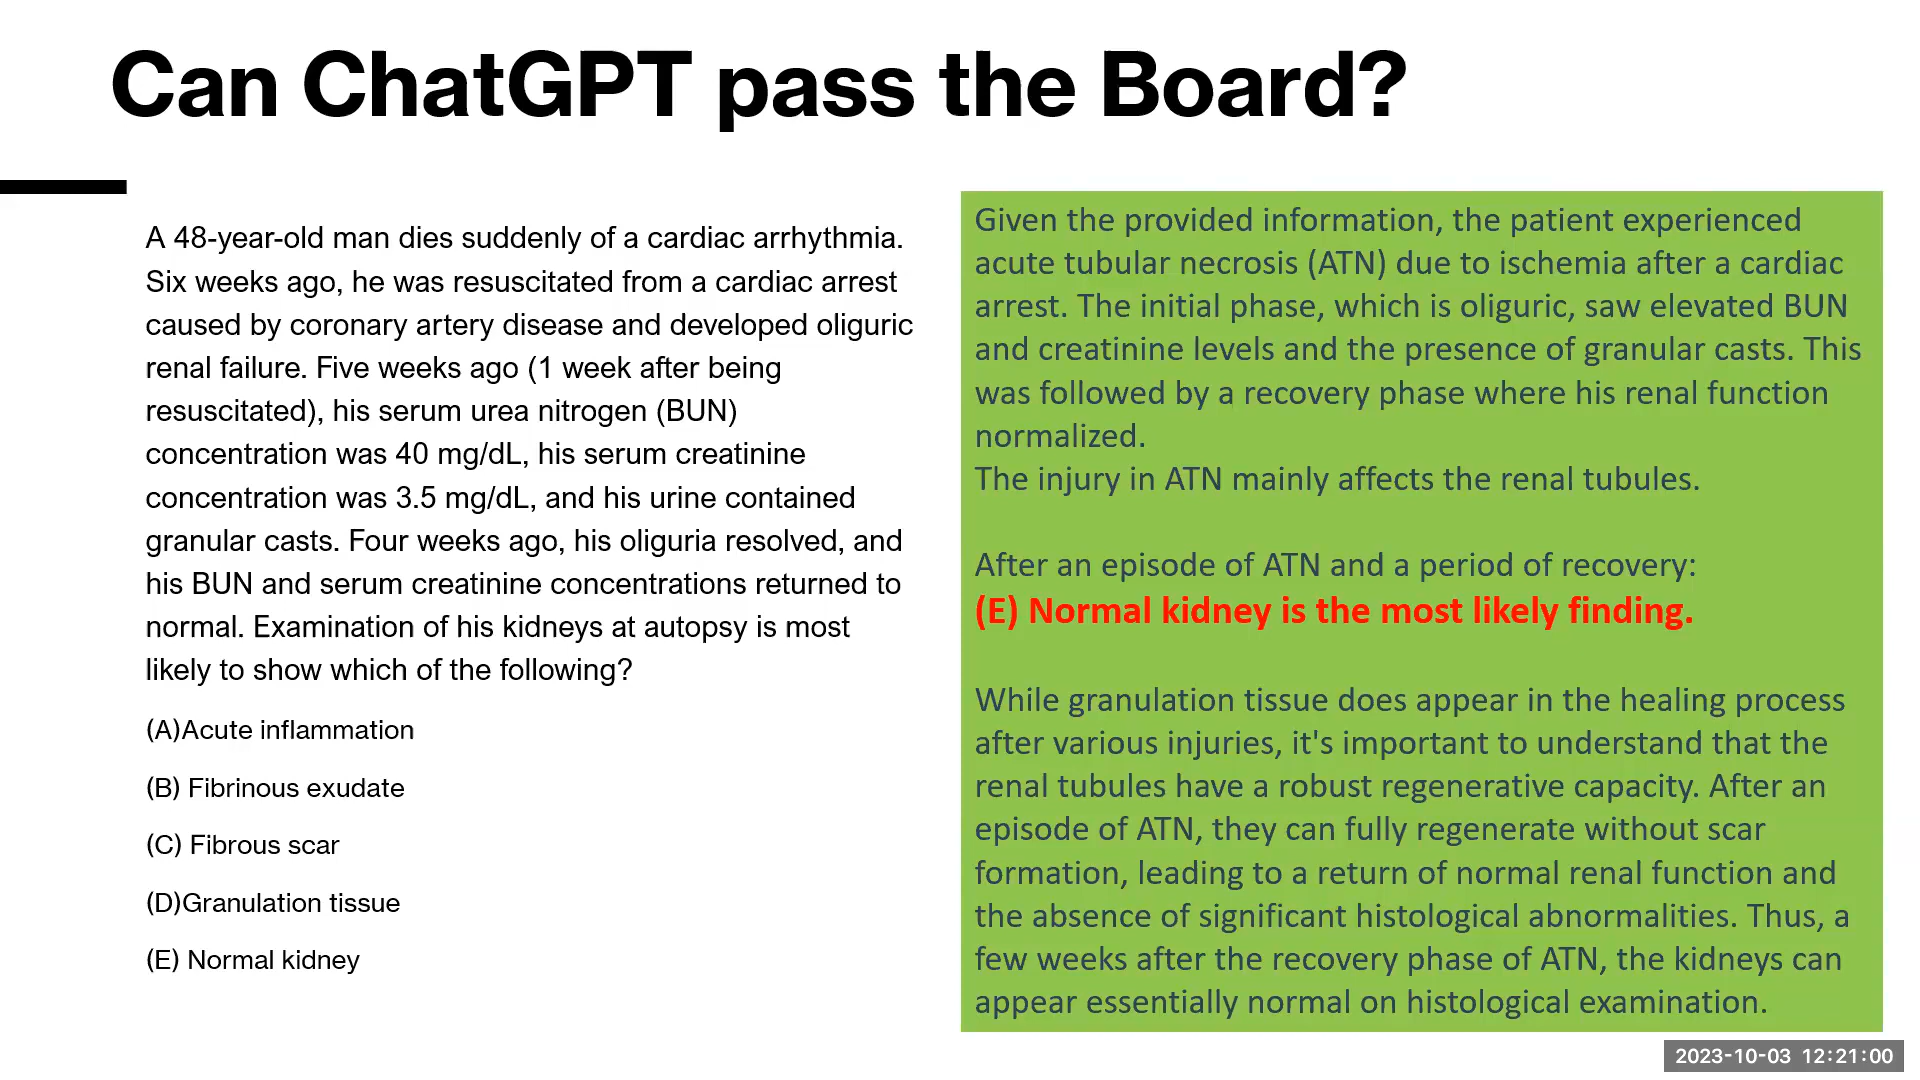 Can ChatGPT pass the Board?
A 48-year-old man dies suddenly of a cardiac arrhythmia.
Six weeks ago, he was resuscitated from a cardiac arrest
caused by coronary artery disease and developed oliguric
renal failure. Five weeks ago (1 week after being
resuscitated), his serum urea nitrogen (BUN)
concentration was 40 mg/dL, his serum creatinine
concentration was 3.5 mg/dL, and his urine contained
granular casts. Four weeks ago, his oliguria resolved, and
his BUN and serum creatinine concentrations returned to
normal. Examination of his kidneys at autopsy is most
likely to show which of the following?
(A)Acute inflammation
(B) Fibrinous exudate
(C) Fibrous scar
(D)Granulation tissue
(E) Normal kidney
Given the provided information, the patient experienced
acute tubular necrosis (ATN) due to ischemia after a cardiac
arrest. The initial phase, which is oliguric, saw elevated BUN
and creatinine levels and the presence of granular casts. This
was followed by a recovery phase where his renal function
normalized.
The injury in ATN mainly affects the renal tubules.
After an episode of ATN and a period of recovery:
(E) Normal kidney is the most likely finding.
While granulation tissue does appear in the healing process
after various injuries, it's important to understand that the
renal tubules have a robust regenerative capacity. After an
episode of ATN, they can fully regenerate without scar
formation, leading to a return of normal renal function and
the absence of significant histological abnormalities. Thus, a
few weeks after the recovery phase of ATN, the kidneys can
appear essentially normal on histological examination.
2023-10-03 12:21:00